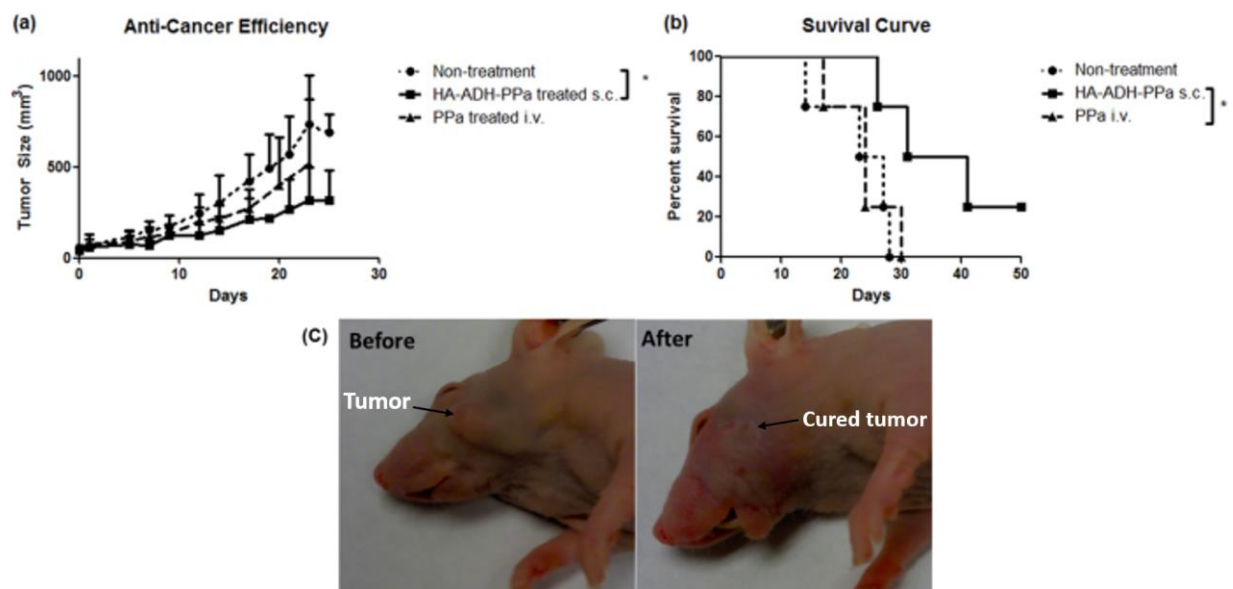 (a) Anti-Cancer Efficiency
Tumor Size (mm³)
1000
500
0
0 10 20 30
Days
Non-treatment
HA-ADH-PPa treated s.c.
PPa treated i.v.
*
(b) Suvival Curve
Percent survival
100
80
60
40
20
0
0 10 20 30 40 50
Days
Non-treatment
HA-ADH-PPa s.c.
PPa i.v.
*
(C)
Before
Tumor
After
Cured tumor